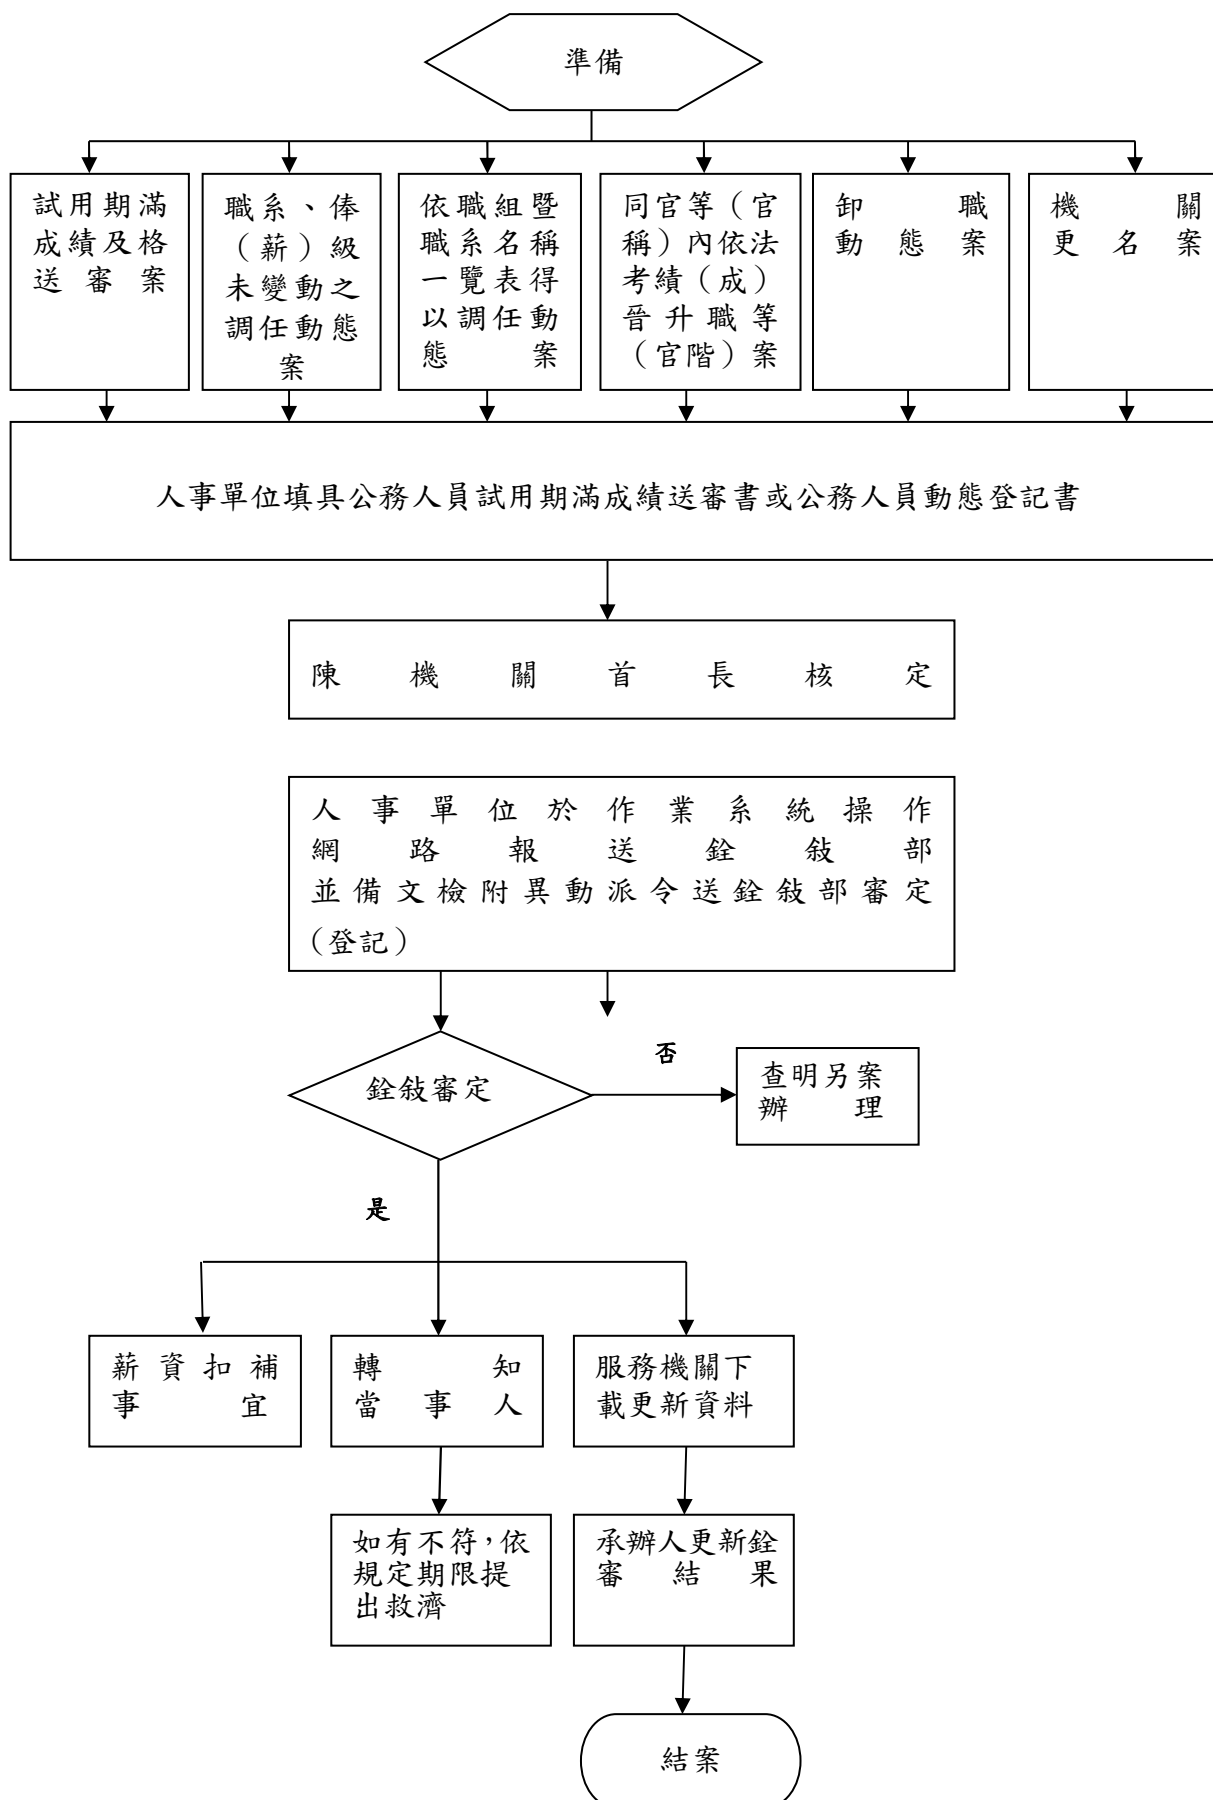 準備
試用期滿
成績及格
送審案
職系、俸
（薪）級
未變動之
調任動態
案
依職組暨
職系名稱
一覽表得
以調任動
態案
同官等（官
稱）內依法
考績（成）
晉升職等
（官階）案
卸職
動態案
機關
更名案
人事單位填具公務人員試用期滿成績送審書或公務人員動態登記書
陳機關首長核定
人事單位於作業系統操作
網路報送銓敍部
並備文檢附異動派令送銓敍部審定
(登記)
銓敍審定
否
查明另案
辦理
是
薪資扣補
事宜
轉知
當事人
服務機關下
載更新資料
如有不符，依
規定期限提
出救濟
承辦人更新銓
審結果
結案